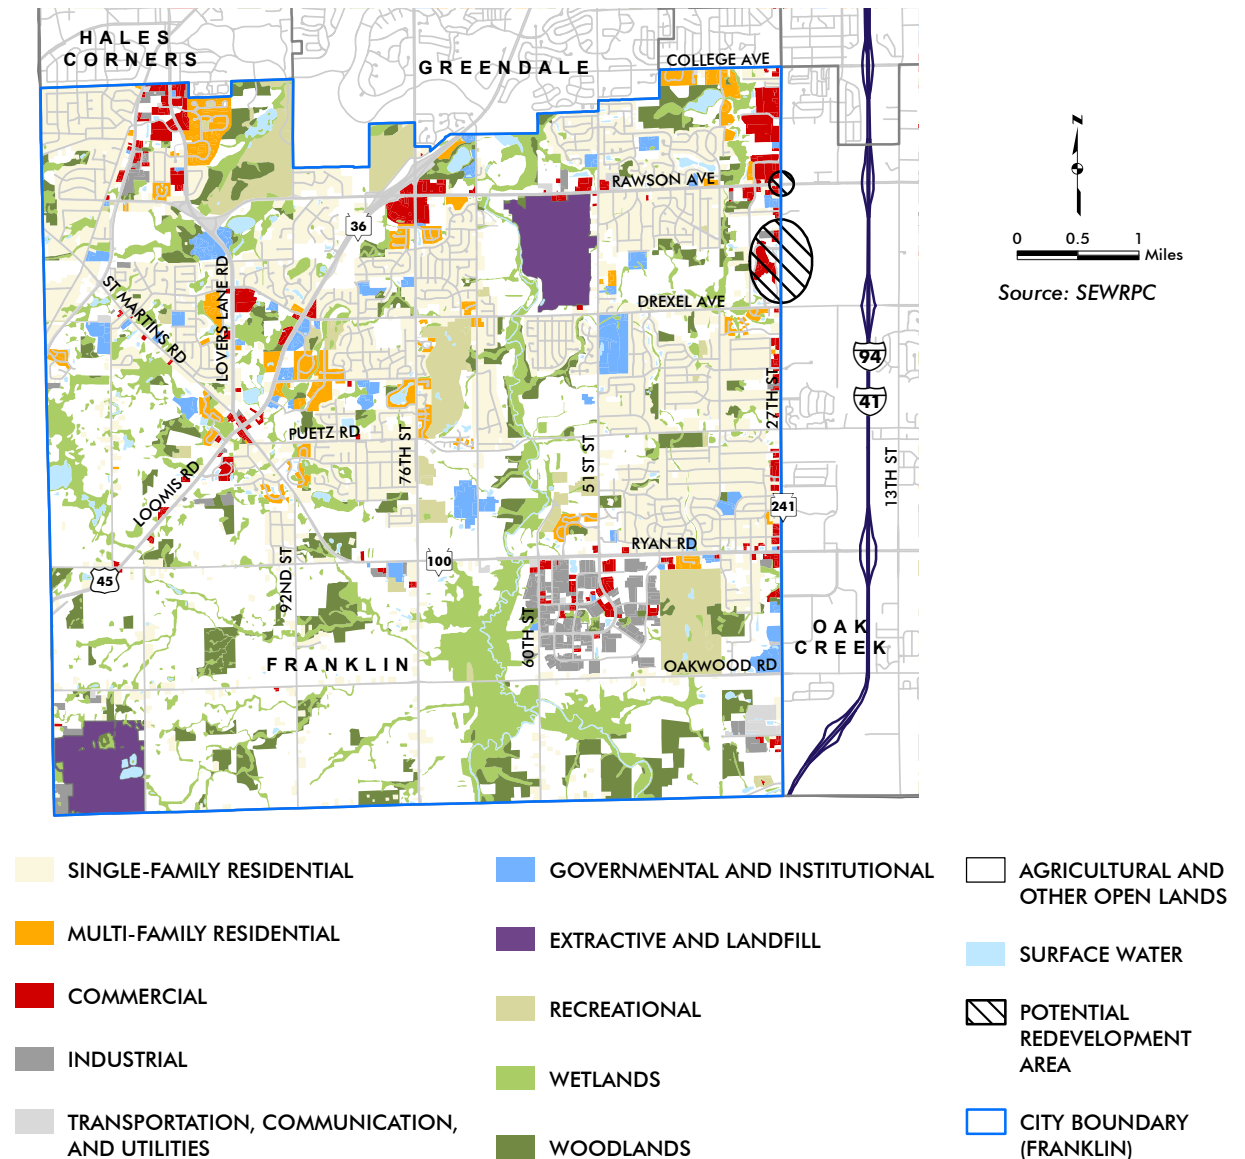 HALES
CORNERS
GREENDALE
COLLEGE AVE
N
RAWSON AVE
36
0 0.5 1
Miles
Source: SEWRPC
ST MARTINS RD
LOVERS LANE RD
DREXEL AVE
94
41
27TH ST
PUETZ RD
76TH ST
51ST ST
13TH ST
LOOMIS RD
241
RYAN RD
100
45
92ND ST
60TH ST
OAK
CREEK
FRANKLIN
OAKWOOD RD
SINGLE-FAMILY RESIDENTIAL
MULTI-FAMILY RESIDENTIAL
COMMERCIAL
INDUSTRIAL
TRANSPORTATION, COMMUNICATION,
AND UTILITIES
GOVERNMENTAL AND INSTITUTIONAL
EXTRACTIVE AND LANDFILL
RECREATIONAL
WETLANDS
WOODLANDS
AGRICULTURAL AND
OTHER OPEN LANDS
SURFACE WATER
POTENTIAL
REDEVELOPMENT
AREA
CITY BOUNDARY
(FRANKLIN)